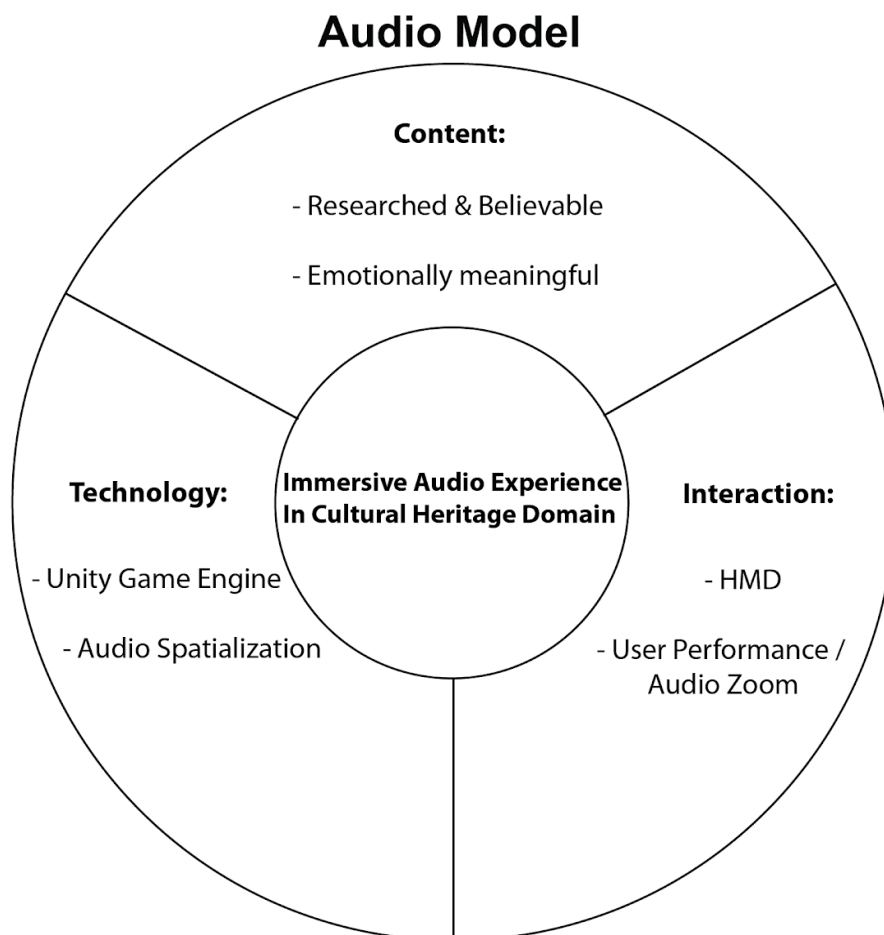 Audio Model
Content:
- Researched & Believable
- Emotionally meaningful
Technology:
- Unity Game Engine
- Audio Spatialization
Immersive Audio Experience
In Cultural Heritage Domain
Interaction:
- HMD
- User Performance /
Audio Zoom